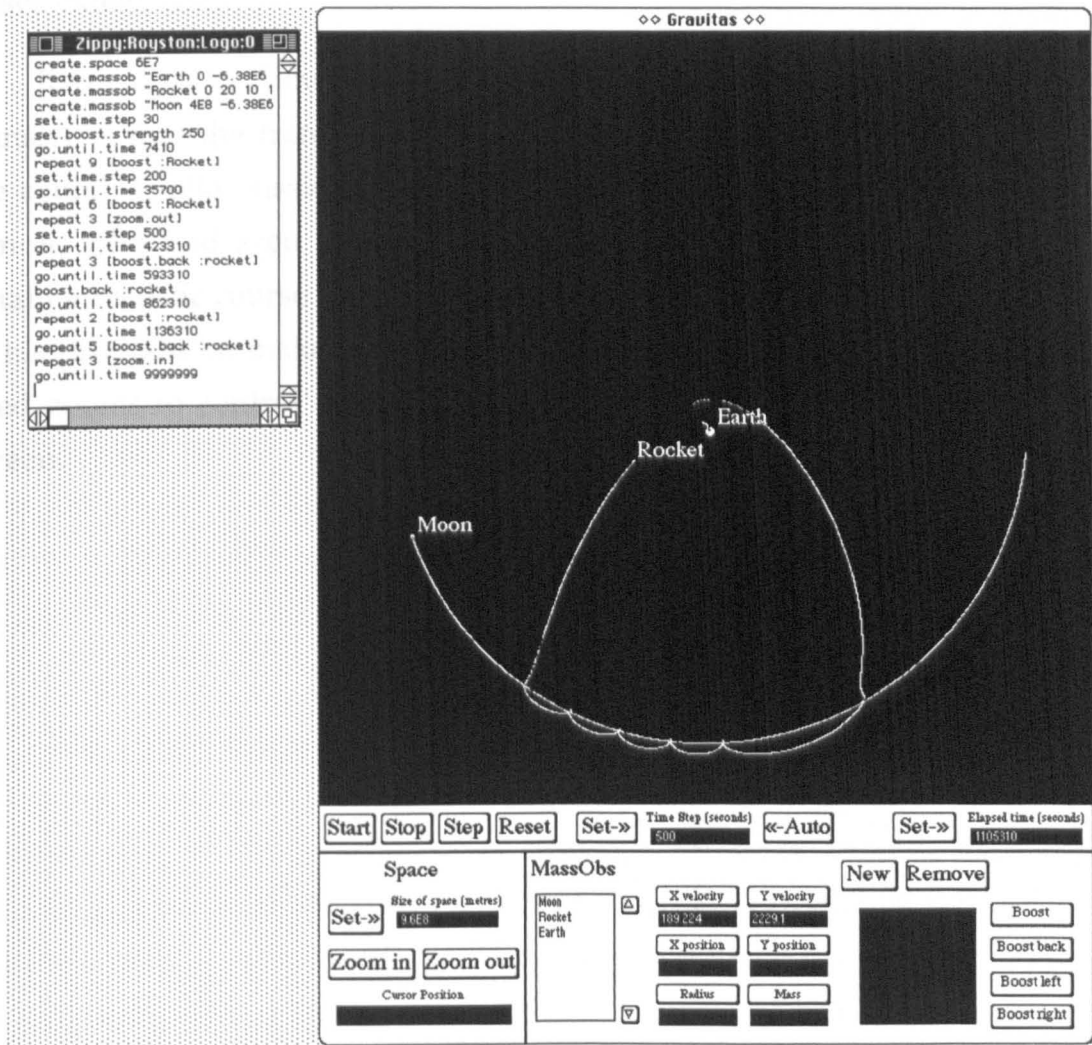 ◇◇ Gravitas ◇◇
Zippy:Royston:Logo:0
create.space 6E7
create.massob "Earth 0 -6.38E6
create.massob "Rocket 0 20 10 1
create.massob "Moon 4E8 -6.38E6
set.time.step 30
set.boost.strength 250
go.until.time 7410
repeat 9 [boost :Rocket]
set.time.step 200
go.until.time 35700
repeat 6 [boost :Rocket]
repeat 3 [zoom.out]
set.time.step 500
go.until.time 423310
repeat 3 [boost.back :rocket]
go.until.time 593310
boost.back :rocket
go.until.time 862310
repeat 2 [boost :rocket]
go.until.time 1136310
repeat 5 [boost.back :rocket]
repeat 3 [zoom.in]
go.until.time 9999999
Earth
Rocket
Moon
Start Stop Step Reset Set-» Time Step (seconds) 500 «-Auto Set-» Elapsed time (seconds) 1105310
Space
Set-» Size of space (metres) 9.6E8
Zoom in Zoom out
Cursor Position
MassObs
Moon
Rocket
Earth
X velocity Y velocity
189.224 2229.1
X position Y position
Radius Mass
New Remove
Boost
Boost back
Boost left
Boost right